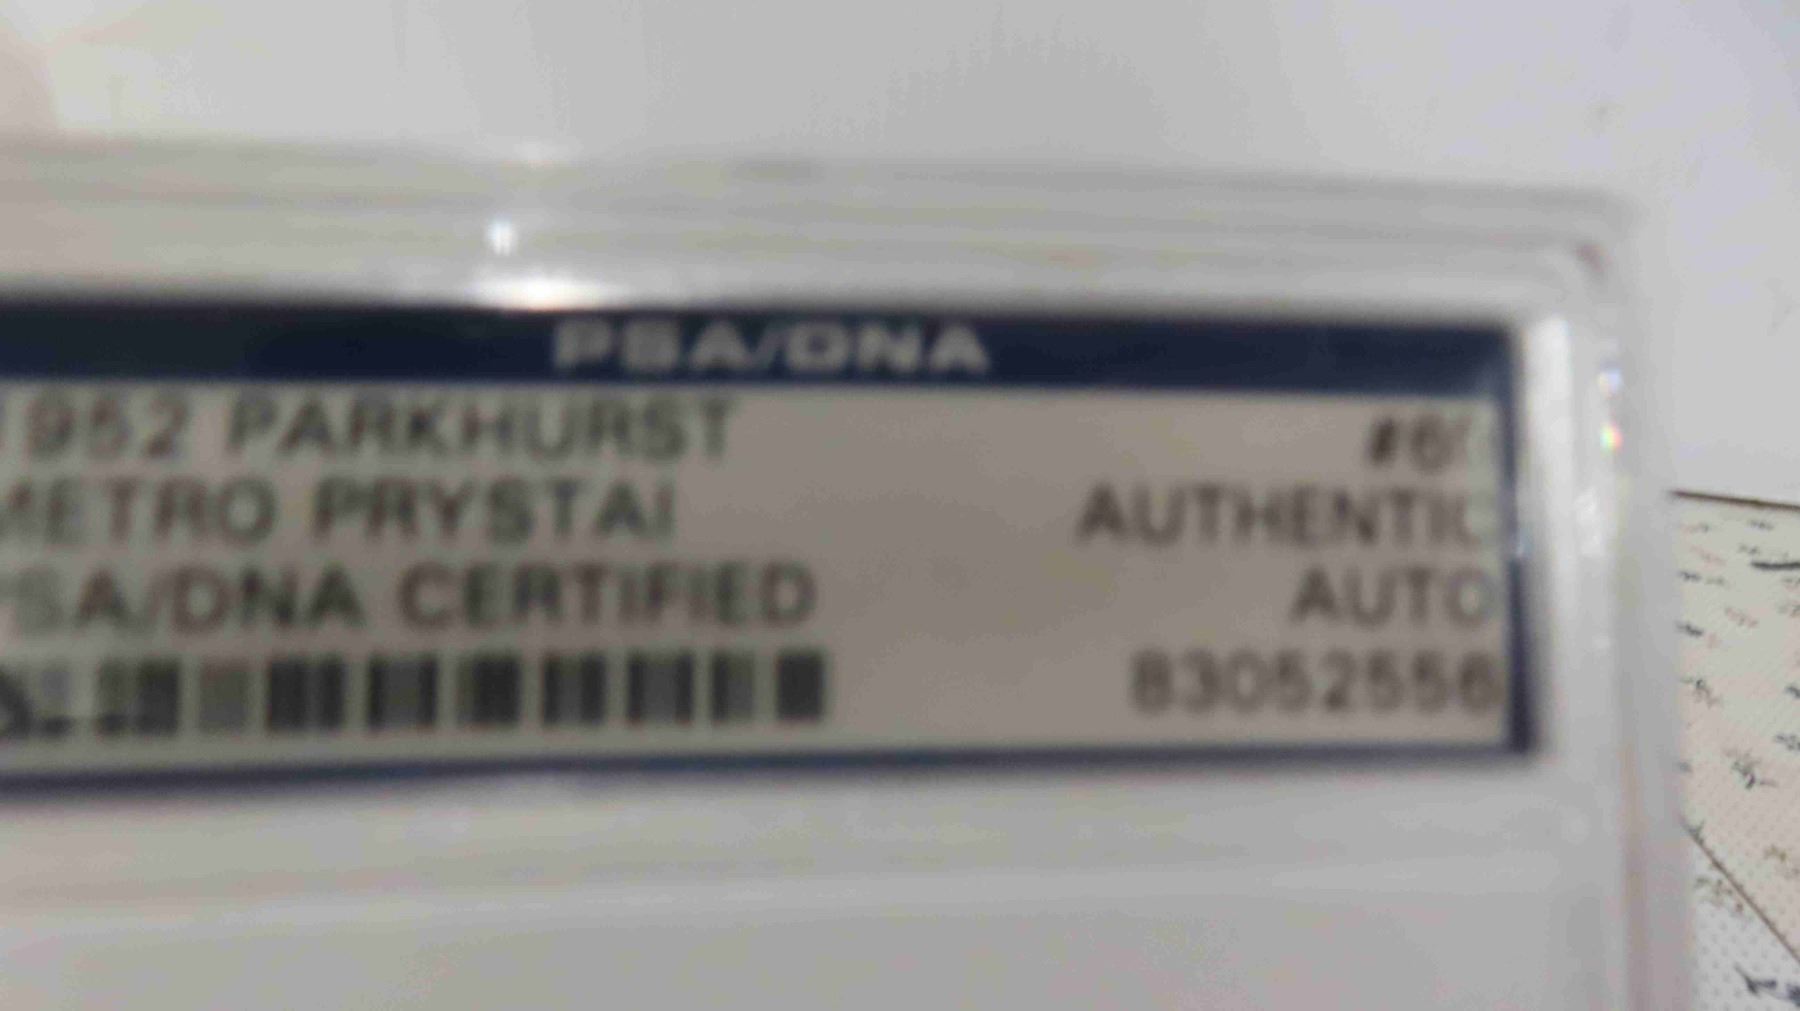 PSA/DNA
1952 PARKHURST
METRO PRYSTAI AUTHENTIC
PSA/DNA CERTIFIED AUTO
83052556